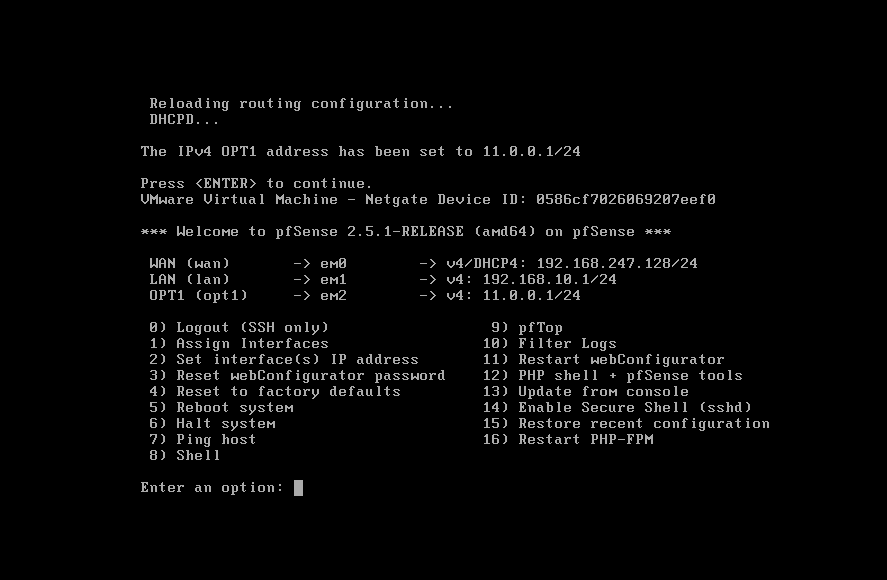 Reloading routing configuration...
DHCPD...
The IPv4 OPT1 address has been set to 11.0.0.1/24
Press <ENTER> to continue.
VMware Virtual Machine - Netgate Device ID: 0586cf7026069207eef0
*** Welcome to pfSense 2.5.1-RELEASE (amd64) on pfSense ***
WAN (wan)       -> em0        -> v4/DHCP4: 192.168.247.128/24
LAN (lan)       -> em1        -> v4: 192.168.10.1/24
OPT1 (opt1)     -> em2        -> v4: 11.0.0.1/24
0) Logout (SSH only)                  9) pfTop
1) Assign Interfaces                 10) Filter Logs
2) Set interface(s) IP address       11) Restart webConfigurator
3) Reset webConfigurator password    12) PHP shell + pfSense tools
4) Reset to factory defaults         13) Update from console
5) Reboot system                     14) Enable Secure Shell (sshd)
6) Halt system                       15) Restore recent configuration
7) Ping host                         16) Restart PHP-FPM
8) Shell
Enter an option: